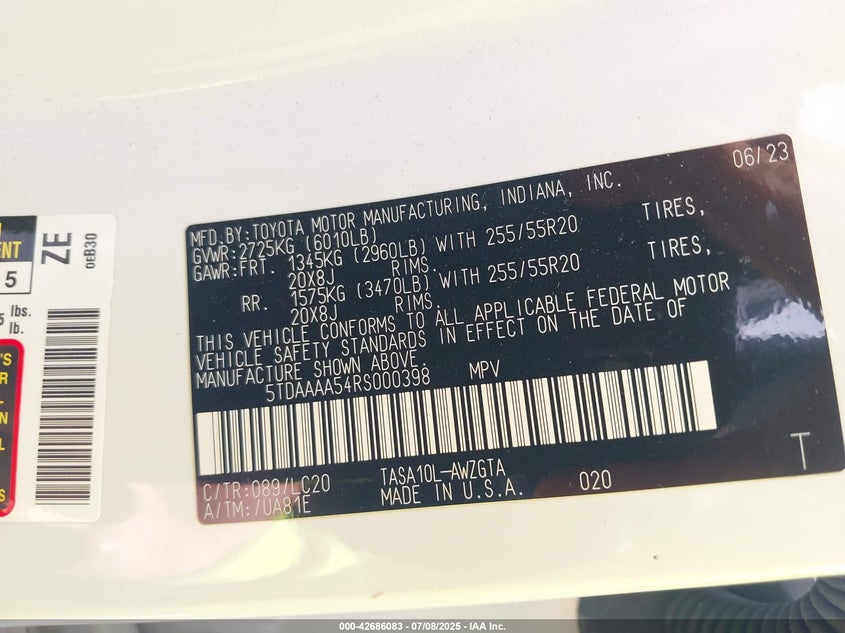 ENT
5
lbs.
lb.
ZE
0EB30
'S
R
L
N
L
S
06/23
MFD.BY:TOYOTA MOTOR MANUFACTURING, INDIANA, INC.
GVWR:2725KG (6010LB)
GAWR:FRT. 1345KG (2960LB) WITH 255/55R20 TIRES,
20X8J RIMS.
RR. 1575KG (3470LB) WITH 255/55R20 TIRES,
20X8J RIMS.
THIS VEHICLE CONFORMS TO ALL APPLICABLE FEDERAL MOTOR
VEHICLE SAFETY STANDARDS IN EFFECT ON THE DATE OF
MANUFACTURE SHOWN ABOVE.
5TDAAAA54RS000398 MPV
C/TR:089/LC20 TASA10L-AWZGTA
A/TM:/UA81E MADE IN U.S.A. 020
T
000-42686083 - 07/08/2025 - IAA Inc.